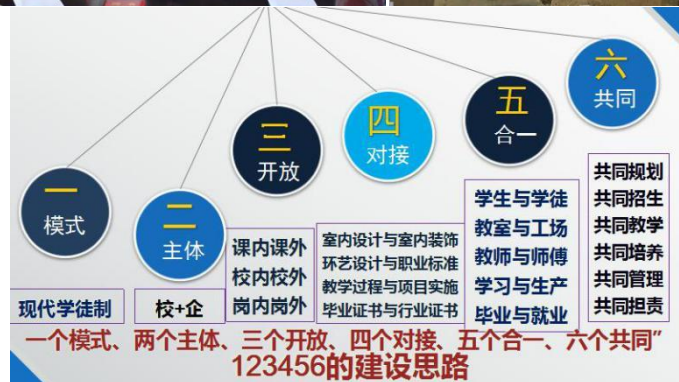 一
模式
现代学徒制
二
主体
校+企
三
开放
课内课外
校内校外
岗内岗外
四
对接
室内设计与室内装饰
环艺设计与职业标准
教学过程与项目实施
毕业证书与行业证书
五
合一
学生与学徒
教室与工场
教师与师傅
学习与生产
毕业与就业
六
共同
共同规划
共同招生
共同教学
共同培养
共同管理
共同担责
一个模式、两个主体、三个开放、四个对接、五个合一、六个共同”
123456的建设思路